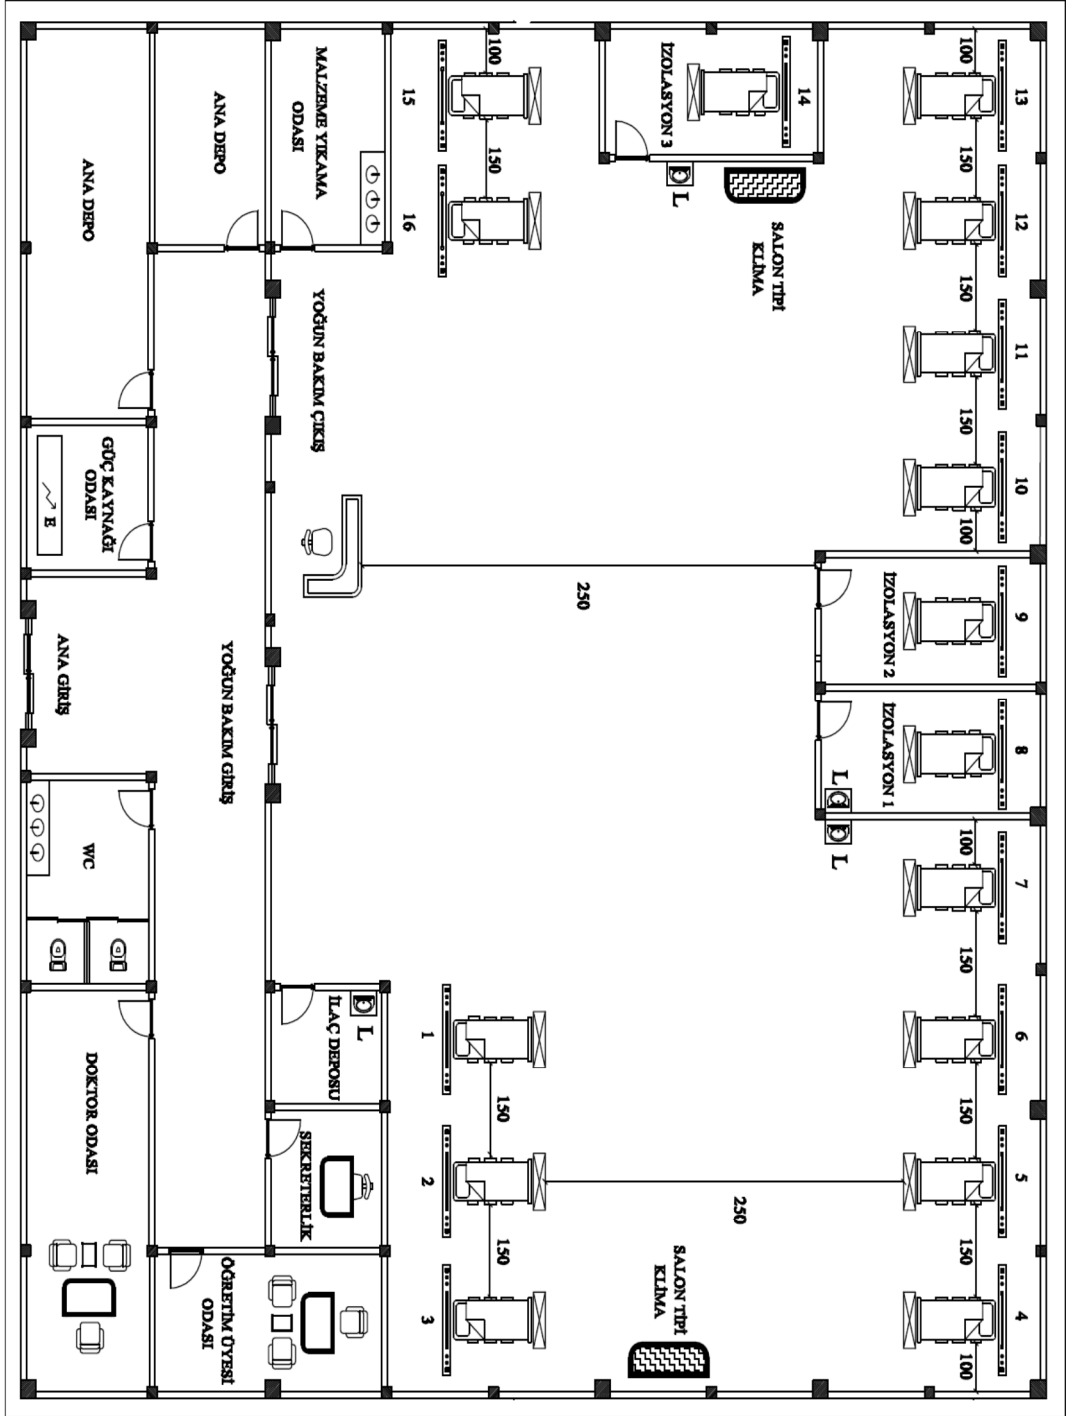 13
12
11
10
9
8
7
6
5
4
100
150
150
150
100
100
150
150
150
100
İZOLASYON 2
İZOLASYON 1
L
L
14
İZOLASYON 3
L
SALON TİPİ
KLİMA
250
SALON TİPİ
KLİMA
250
100
150
150
150
15
16
1
2
3
MALZEME YIKAMA
ODASI
YOĞUN BAKIM ÇIKIŞ
L
İLAÇ DEPOSU
SEKRETERLİK
ANA DEPO
YOĞUN BAKIM GİRİŞ
ÖĞRETİM ÜYESİ
ODASI
ANA DEPO
GÜÇ KAYNAĞI
ODASI
E
ANA GİRİŞ
WC
DOKTOR ODASI